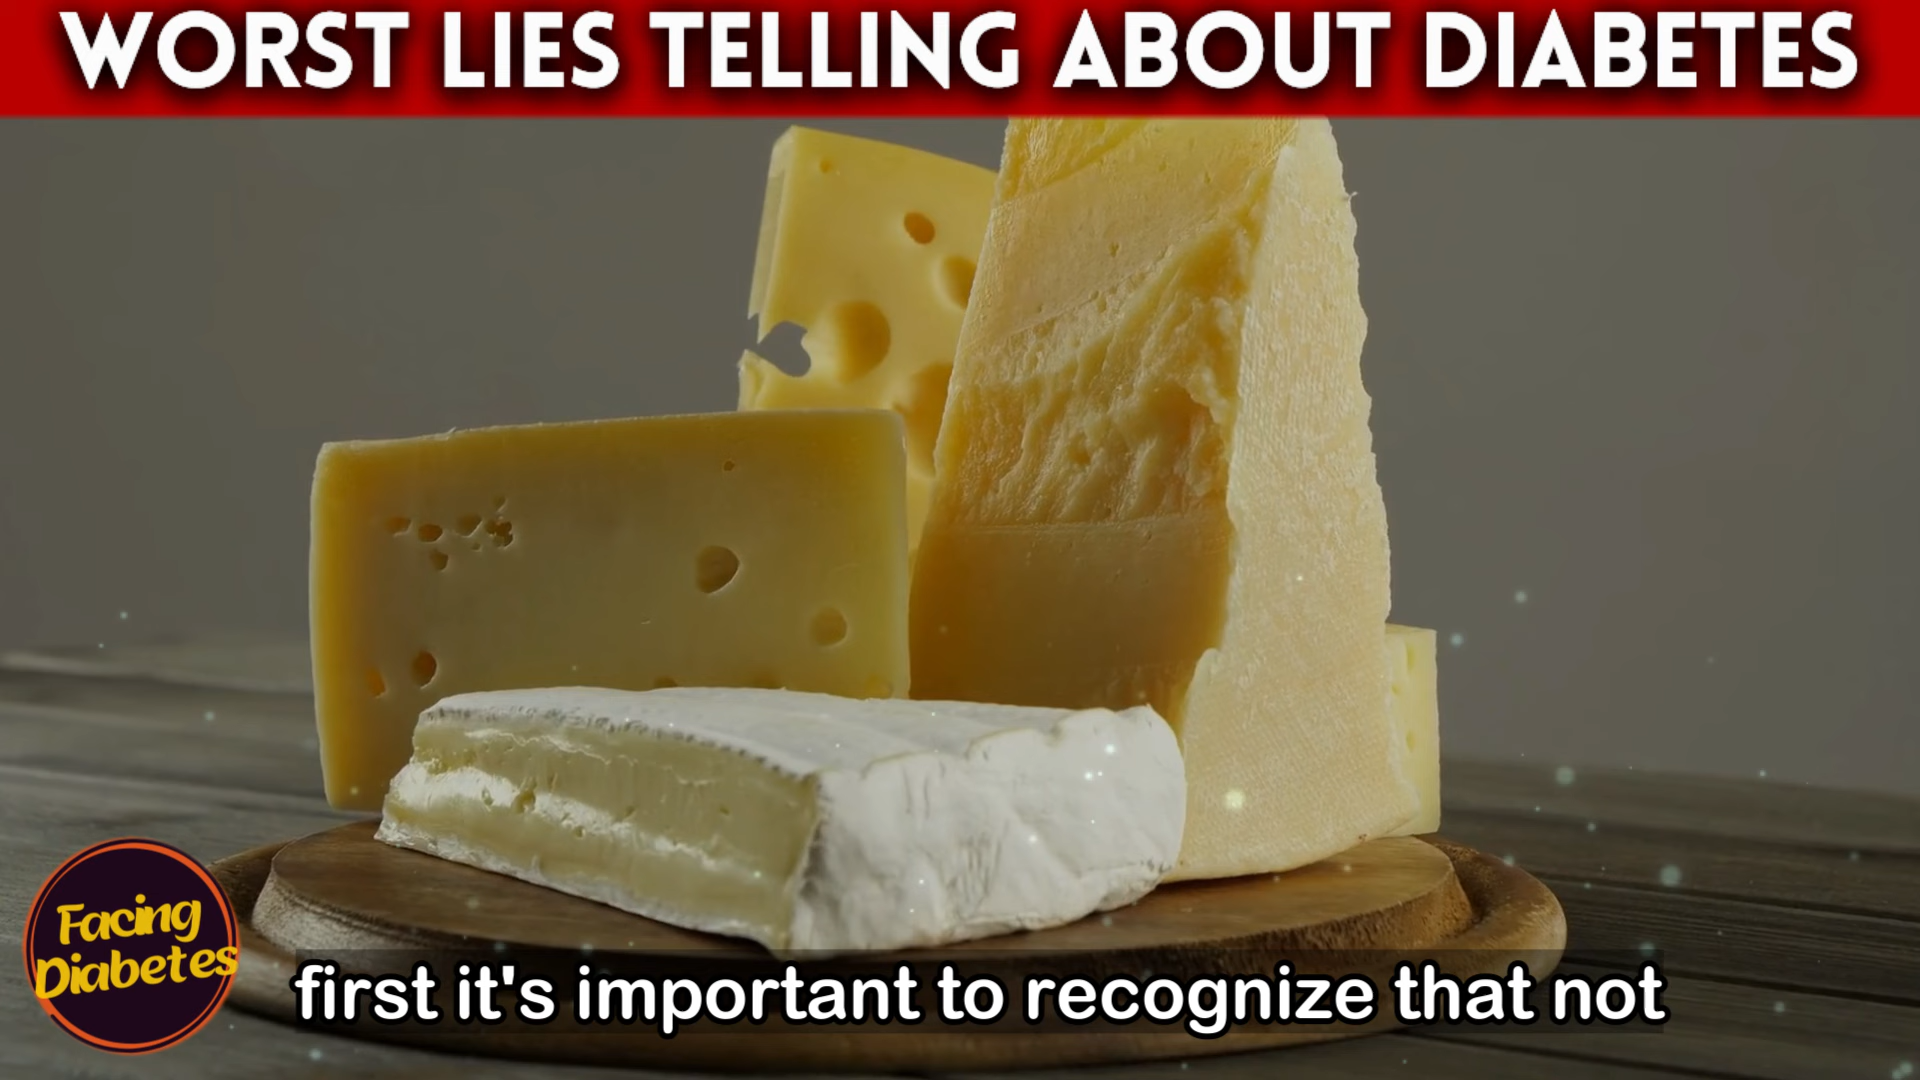 WORST LIES TELLING ABOUT DIABETES
Facing
Diabetes
first it's important to recognize that not